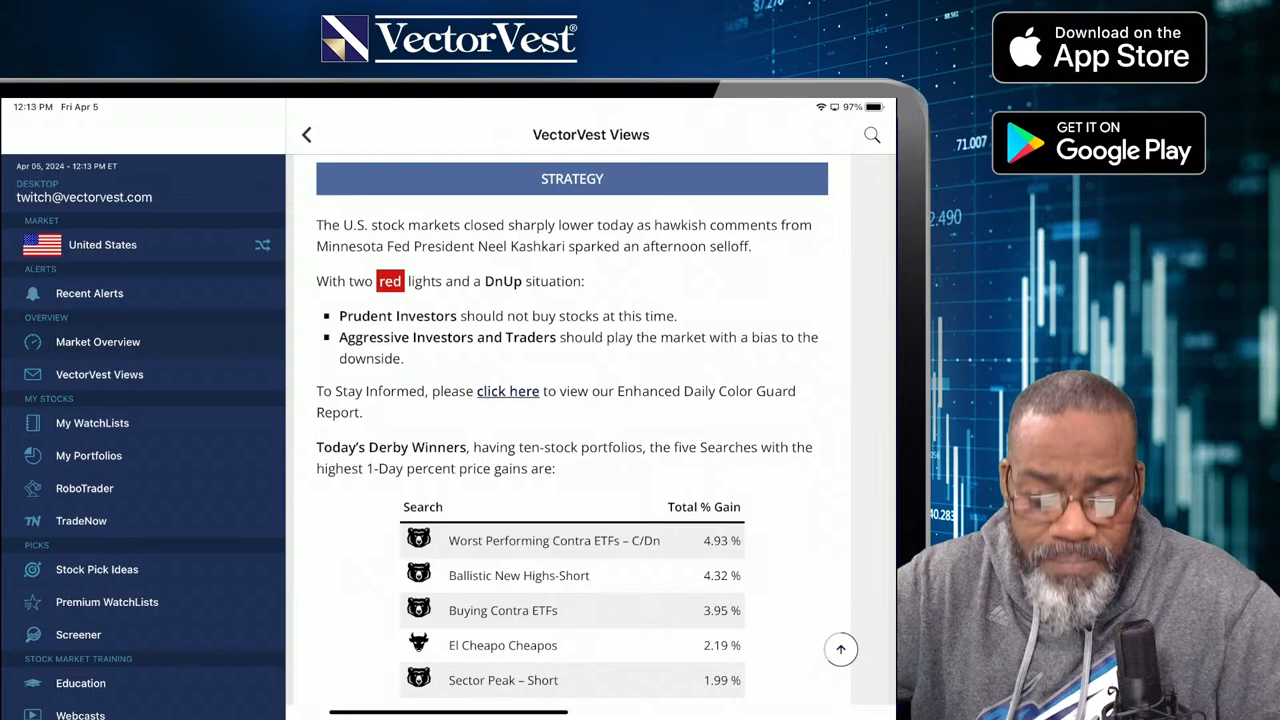 VectorVest®
Download on the
App Store
GET IT ON
Google Play
12:13 PM Fri Apr 5
97%
VectorVest Views
Apr 05, 2024 - 12:13 PM ET
DESKTOP
twitch@vectorvest.com
MARKET
United States
ALERTS
Recent Alerts
OVERVIEW
Market Overview
VectorVest Views
MY STOCKS
My WatchLists
My Portfolios
RoboTrader
TN TradeNow
PICKS
Stock Pick Ideas
Premium WatchLists
Screener
STOCK MARKET TRAINING
Education
Webcasts
STRATEGY
The U.S. stock markets closed sharply lower today as hawkish comments from
Minnesota Fed President Neel Kashkari sparked an afternoon selloff.
With two red lights and a DnUp situation:
▪ Prudent Investors should not buy stocks at this time.
▪ Aggressive Investors and Traders should play the market with a bias to the
downside.
To Stay Informed, please click here to view our Enhanced Daily Color Guard
Report.
Today's Derby Winners, having ten-stock portfolios, the five Searches with the
highest 1-Day percent price gains are:
Search Total % Gain
Worst Performing Contra ETFs – C/Dn 4.93 %
Ballistic New Highs-Short 4.32 %
Buying Contra ETFs 3.95 %
El Cheapo Cheapos 2.19 %
Sector Peak – Short 1.99 %
71.007
2.490
40.283